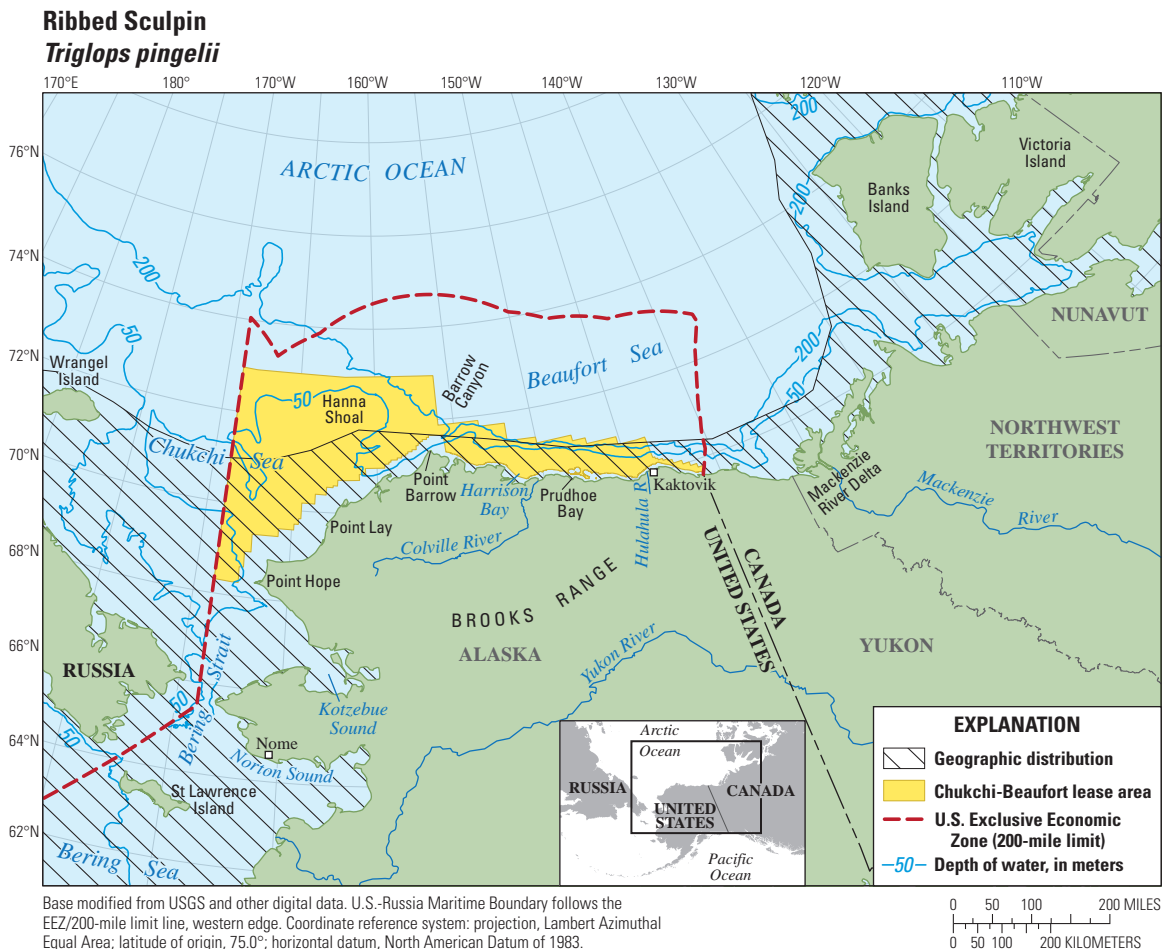 Ribbed Sculpin
Triglops pingelii
170°E
180°
170°W
160°W
150°W
140°W
130°W
120°W
110°W
76°N
74°N
72°N
70°N
68°N
66°N
64°N
62°N
ARCTIC OCEAN
200
200
200
200
50
50
50
50
50
Victoria
Island
Banks
Island
NUNAVUT
Wrangel
Island
Beaufort Sea
Barrow
Canyon
Hanna
Shoal
Chukchi Sea
NORTHWEST
TERRITORIES
Point
Barrow
Harrison
Bay
Prudhoe
Bay
Hulahula R
Kaktovik
Mackenzie
River Delta
Mackenzie
River
Point Lay
Colville River
Point Hope
BROOKS RANGE
CANADA
UNITED STATES
ALASKA
YUKON
Yukon River
RUSSIA
Bering Strait
Kotzebue
Sound
Nome
Norton Sound
St Lawrence
Island
Bering Sea
Arctic
Ocean
RUSSIA
CANADA
UNITED
STATES
Pacific
Ocean
EXPLANATION
Geographic distribution
Chukchi-Beaufort lease area
U.S. Exclusive Economic
Zone (200-mile limit)
50
Depth of water, in meters
Base modified from USGS and other digital data. U.S.-Russia Maritime Boundary follows the
EEZ/200-mile limit line, western edge. Coordinate reference system: projection, Lambert Azimuthal
Equal Area; latitude of origin, 75.0°; horizontal datum, North American Datum of 1983.
0 50 100 200 MILES
0 50 100 200 KILOMETERS